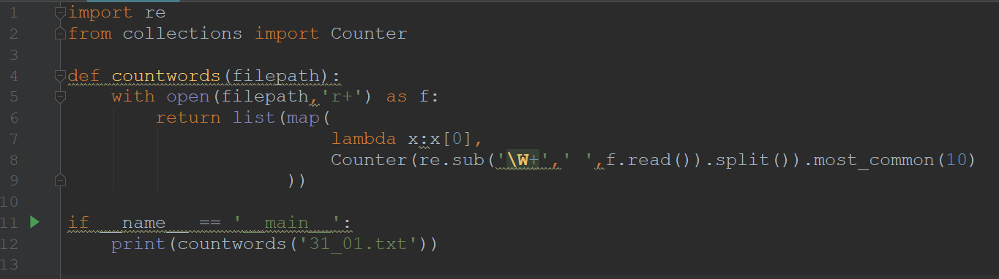 1 import re
2 from collections import Counter
3
4 def countwords(filepath):
5     with open(filepath,'r+') as f:
6         return list(map(
7                         lambda x:x[0],
8                         Counter(re.sub('\W+',' ',f.read()).split()).most_common(10)
9                     ))
10
11 if __name__ == '__main__':
12     print(countwords('31_01.txt'))
13